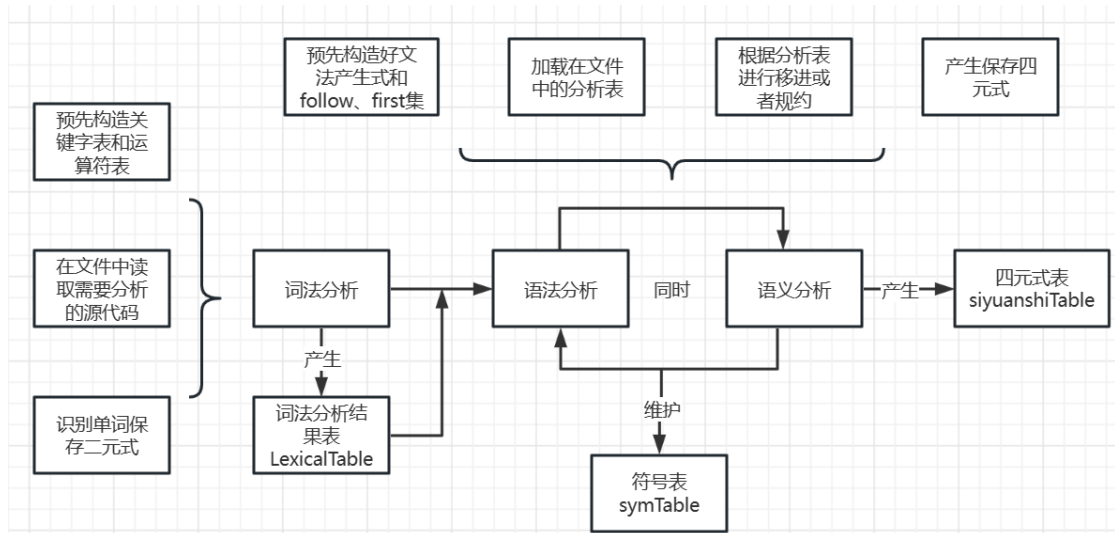 预先构造好文
法产生式和
follow、first集
加载在文件
中的分析表
根据分析表
进行移进或
者规约
产生保存四
元式
预先构造关
键字表和运
算符表
在文件中读
取需要分析
的源代码
词法分析
语法分析
同时
语义分析
产生
四元式表
siyuanshiTable
产生
识别单词保
存二元式
词法分析结
果表
LexicalTable
维护
符号表
symTable